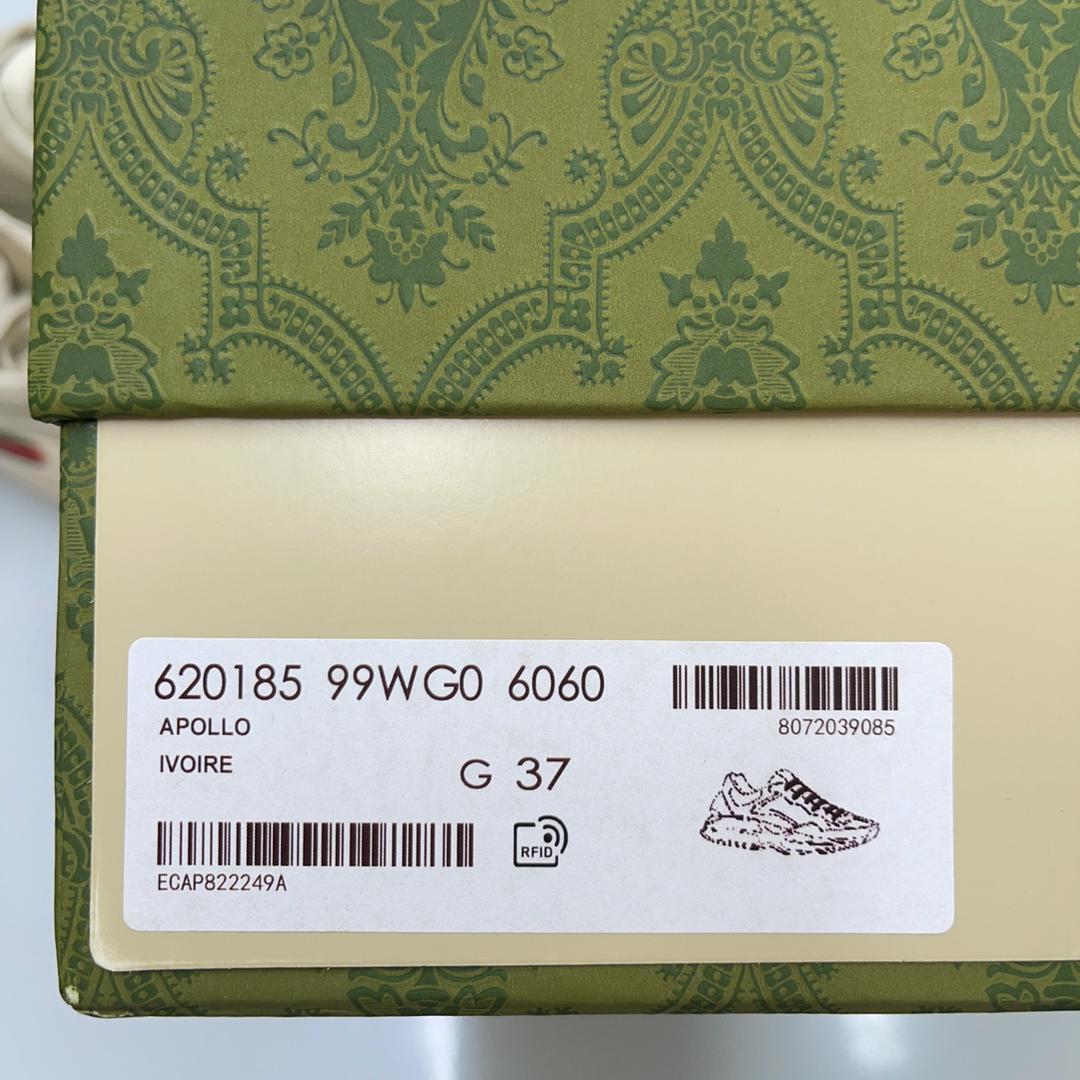 620185 99WG0 6060
APOLLO
IVOIRE
G 37
8072039085
ECAP822249A
RFID